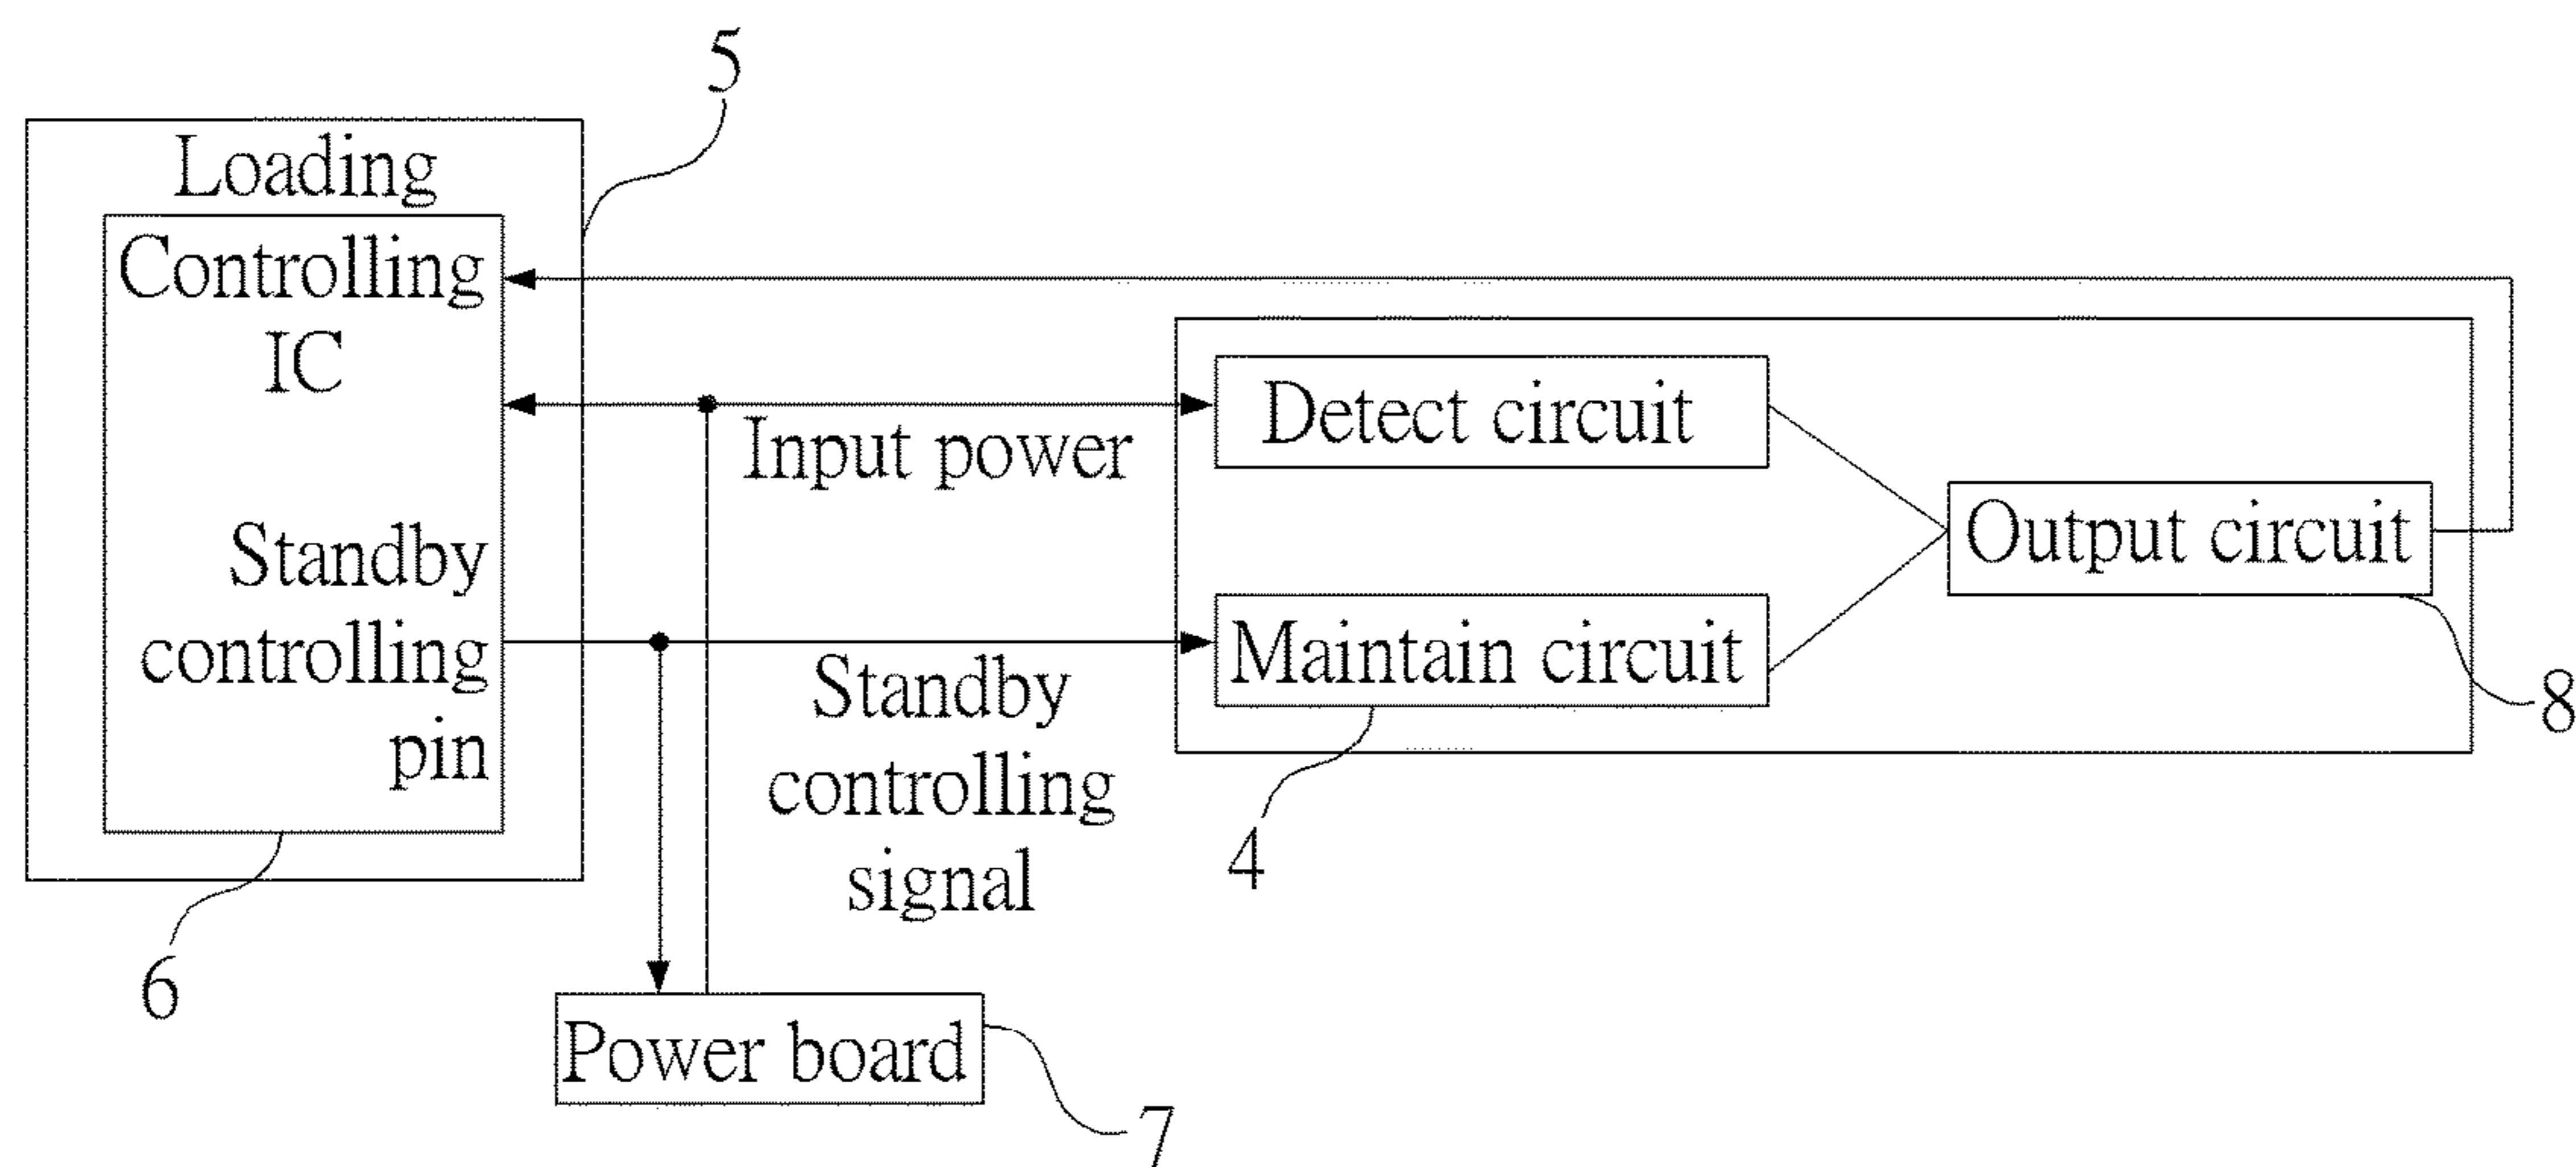 5
Loading
Controlling
IC
Standby
controlling
pin
6
Input power
Standby
controlling
signal
Power board
7
Detect circuit
Maintain circuit
4
Output circuit
8